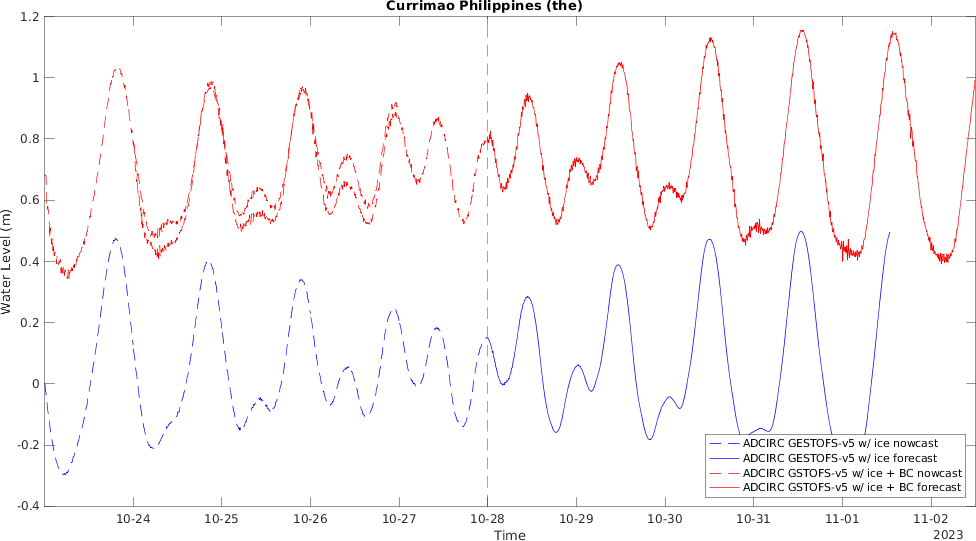 Currimao Philippines (the)
1.2
1
0.8
0.6
0.4
0.2
0
-0.2
-0.4
Water Level (m)
10-24
10-25
10-26
10-27
10-28
10-29
10-30
10-31
11-01
11-02
Time
2023
ADCIRC GESTOFS-v5 w/ ice nowcast
ADCIRC GESTOFS-v5 w/ ice forecast
ADCIRC GSTOFS-v5 w/ ice + BC nowcast
ADCIRC GSTOFS-v5 w/ ice + BC forecast